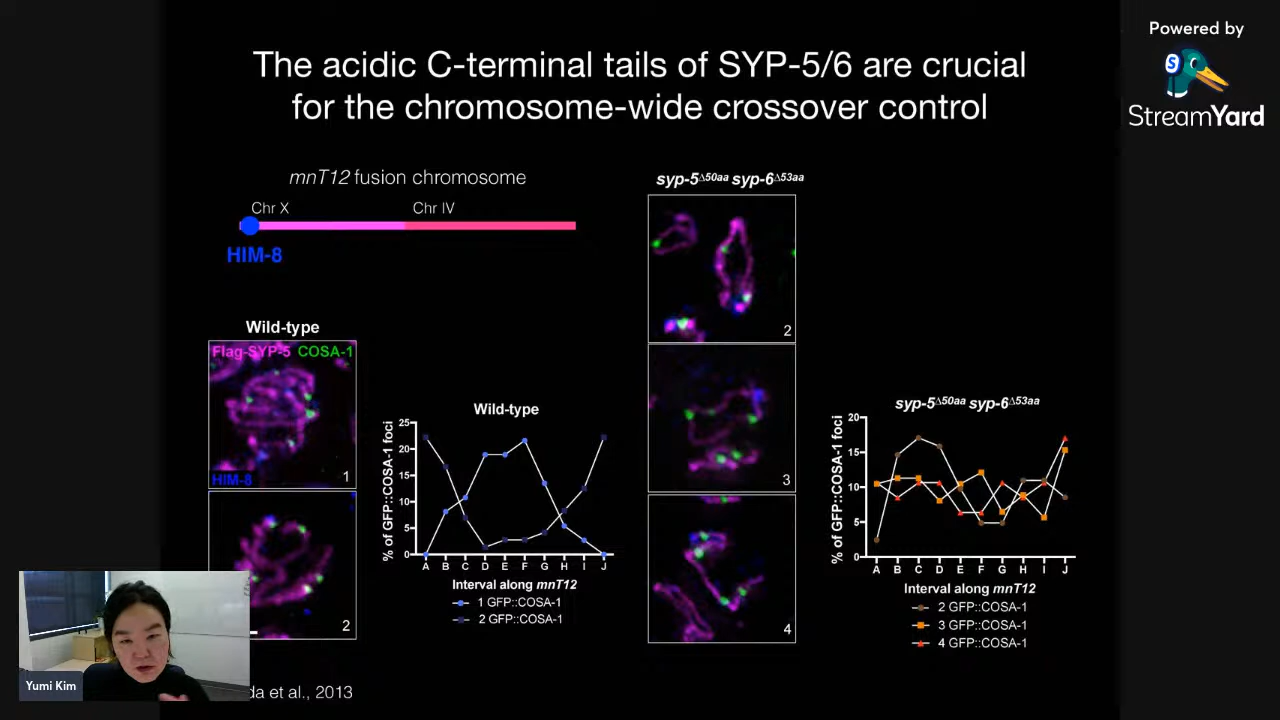 Powered by
StreamYard
The acidic C-terminal tails of SYP-5/6 are crucial
for the chromosome-wide crossover control
mnT12 fusion chromosome
Chr X
Chr IV
HIM-8
Wild-type
Flag-SYP-5 COSA-1
HIM-8
1
2
Wild-type
% of GFP::COSA-1 foci
25
20
15
10
5
0
A B C D E F G H I J
Interval along mnT12
1 GFP::COSA-1
2 GFP::COSA-1
syp-5Δ50aa syp-6Δ53aa
2
3
4
syp-5Δ50aa syp-6Δ53aa
% of GFP::COSA-1 foci
20
15
10
5
0
A B C D E F G H I J
Interval along mnT12
2 GFP::COSA-1
3 GFP::COSA-1
4 GFP::COSA-1
Yumi Kim
da et al., 2013